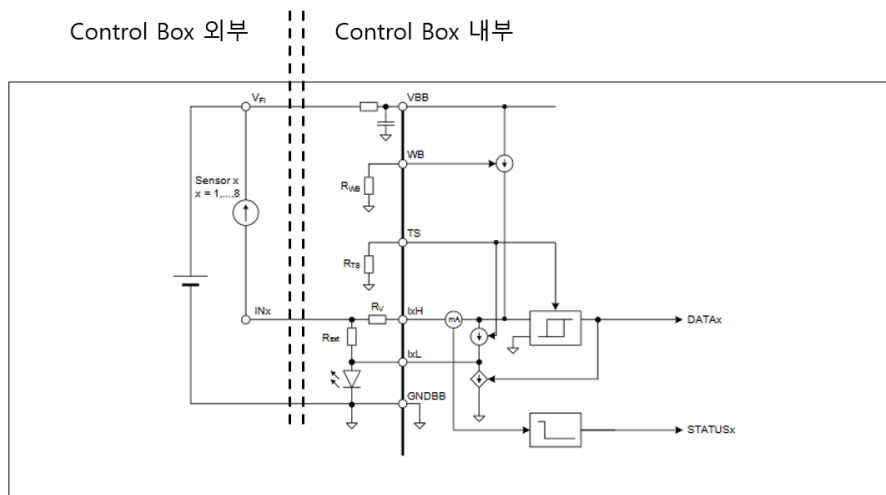 Control Box 외부
Control Box 내부
VFI
VBB
WB
RWB
Sensor x
x = 1,...,8
TS
RTS
INx
RV
IxH
mA
DATAx
Rext
IxL
GNDBB
STATUSx